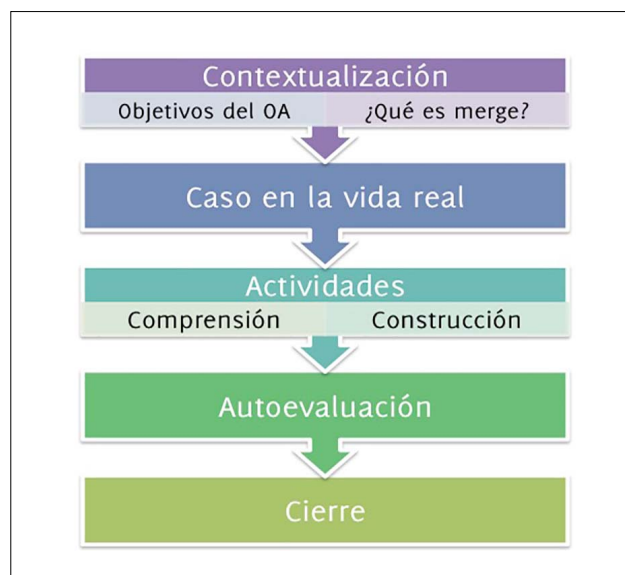 Contextualización
Objetivos del OA ¿Qué es merge?
Caso en la vida real
Actividades
Comprensión Construcción
Autoevaluación
Cierre